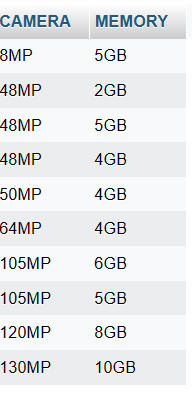 CAMERA MEMORY
8MP 5GB
48MP 2GB
48MP 5GB
48MP 4GB
50MP 4GB
64MP 4GB
105MP 6GB
105MP 5GB
120MP 8GB
130MP 10GB